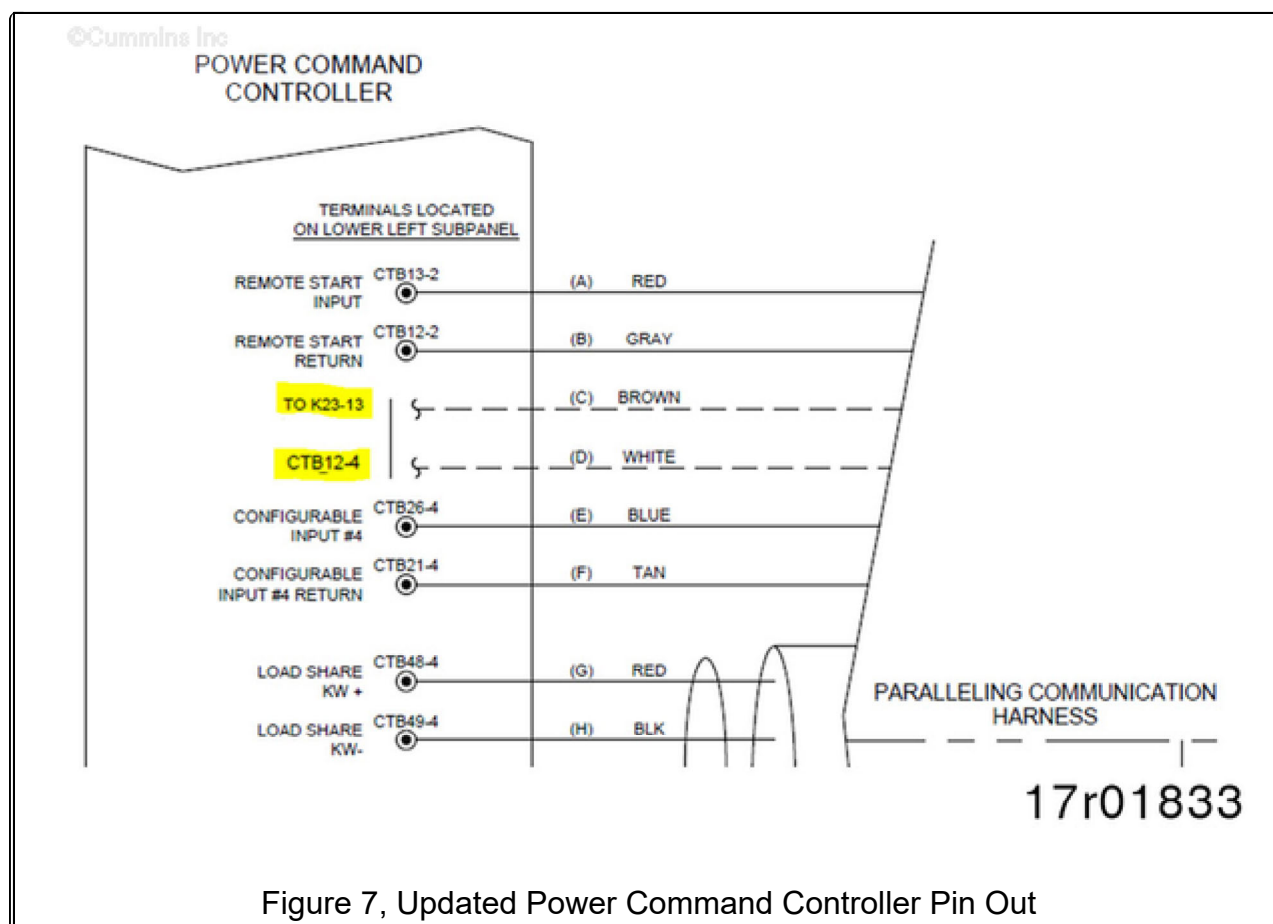 ©Cummins Inc
POWER COMMAND
CONTROLLER
TERMINALS LOCATED
ON LOWER LEFT SUBPANEL
REMOTE START
INPUT
CTB13-2
(A) RED
REMOTE START
RETURN
CTB12-2
(B) GRAY
TO K23-13
(C) BROWN
CTB12-4
(D) WHITE
CONFIGURABLE
INPUT #4
CTB26-4
(E) BLUE
CONFIGURABLE
INPUT #4 RETURN
CTB21-4
(F) TAN
LOAD SHARE
KW +
CTB48-4
(G) RED
LOAD SHARE
KW-
CTB49-4
(H) BLK
PARALLELING COMMUNICATION
HARNESS
17r01833
Figure 7, Updated Power Command Controller Pin Out